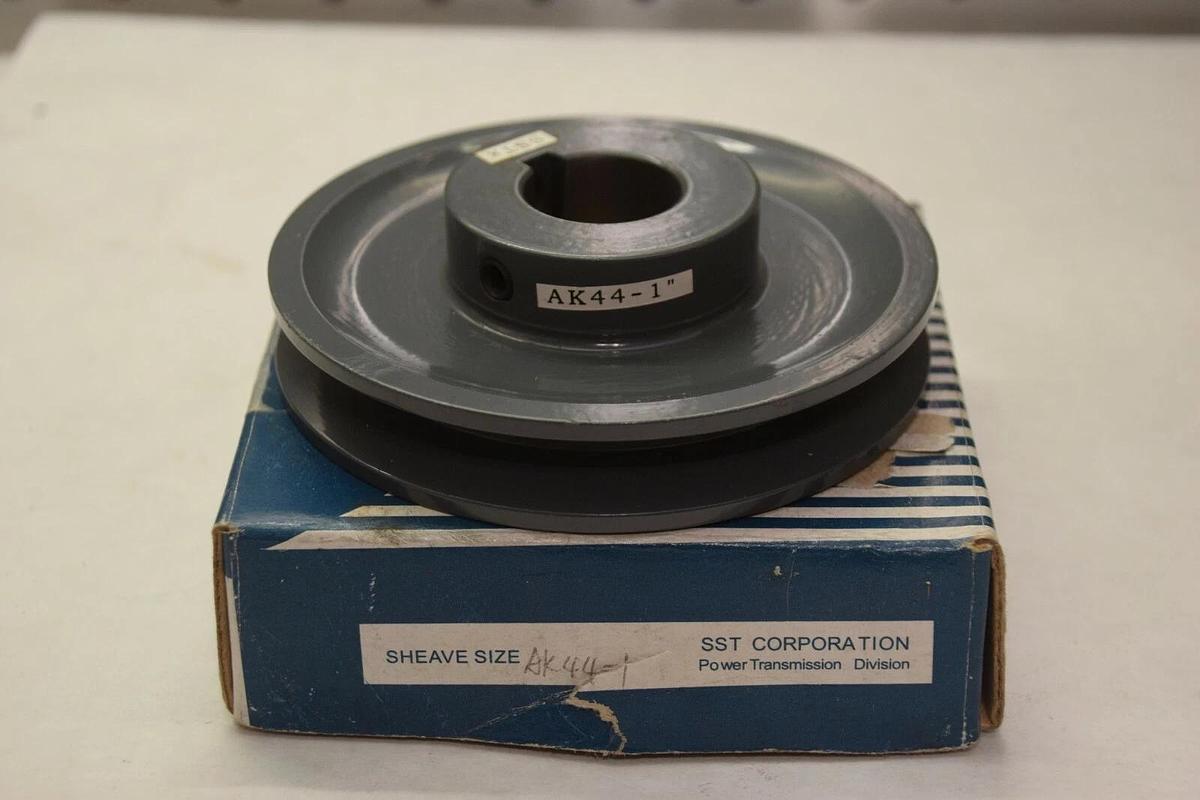 AK44-1"
SHEAVE SIZE AK44-1
SST CORPORATION
Power Transmission Division